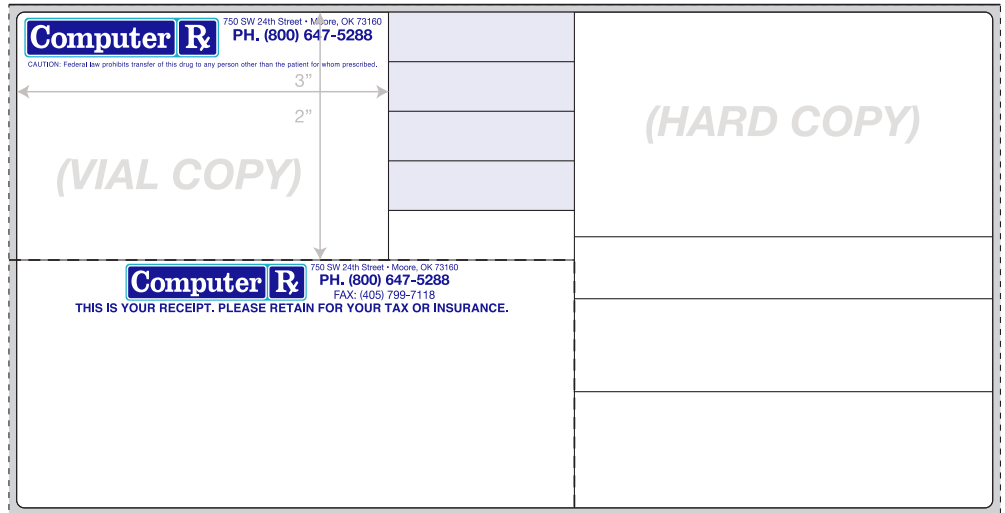 Computer Rx
750 SW 24th Street • Moore, OK 73160
PH. (800) 647-5288
CAUTION: Federal law prohibits transfer of this drug to any person other than the patient for whom prescribed.
3”
2”
(VIAL COPY)
(HARD COPY)
Computer Rx
750 SW 24th Street • Moore, OK 73160
PH. (800) 647-5288
FAX: (405) 799-7118
THIS IS YOUR RECEIPT. PLEASE RETAIN FOR YOUR TAX OR INSURANCE.